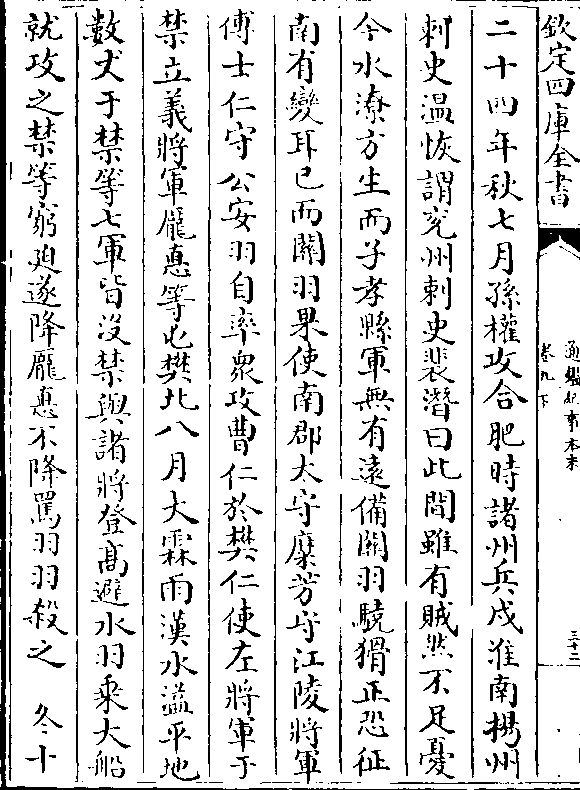 欽定四庫全書
通鑑紀事本末
卷九下
三十二
二十四年秋七月孫權攻合肥時諸州兵戍淮南揚州
刺史温恢謂兖州刺史裴潛曰此間雖有賊然不足憂
今水潦方生而子孝縣軍無有遠備關羽驍猾正恐征
南有變耳已而關羽果使南郡太守糜芳守江陵將軍
傅士仁守公安羽自率衆攻曹仁於樊仁使左將軍于
禁立義將軍龎惪等屯樊北八月大霖雨漢水溢平地
數丈于禁等七軍皆没禁與諸將登髙避水羽乘大船
就攻之禁等窮廹遂降龎惪不降罵羽羽殺之　冬十